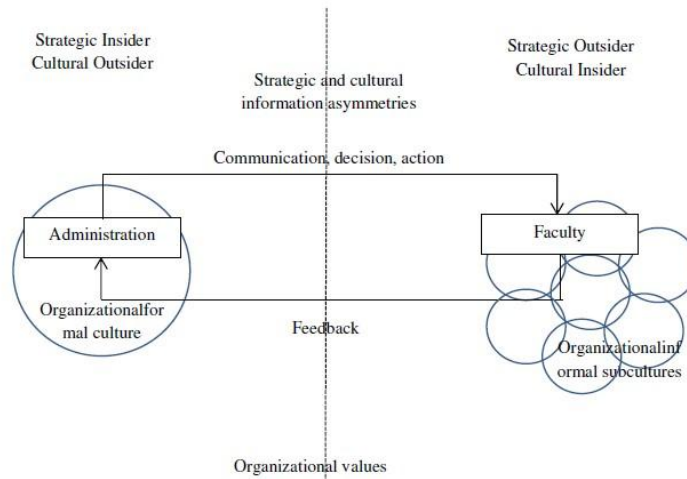 Strategic Insider
Cultural Outsider
Strategic Outsider
Cultural Insider
Strategic and cultural
information asymmetries
Communication, decision, action
Administration
Faculty
Organizationalfor
mal culture
Feedback
Organizationalinf
ormal subcultures
Organizational values